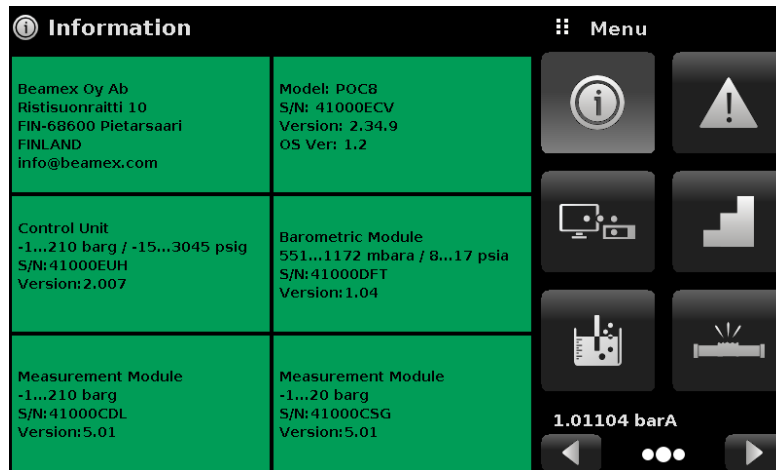 Information
Beamex Oy Ab
Ristisuonraitti 10
FIN-68600 Pietarsaari
FINLAND
info@beamex.com
Model: POC8
S/N: 41000ECV
Version: 2.34.9
OS Ver: 1.2
Control Unit
-1...210 barg / -15...3045 psig
S/N:41000EUH
Version:2.007
Barometric Module
551...1172 mbara / 8...17 psia
S/N:41000DFT
Version:1.04
Measurement Module
-1...210 barg
S/N:41000CDL
Version:5.01
Measurement Module
-1...20 barg
S/N:41000CSG
Version:5.01
Menu
1.01104 barA